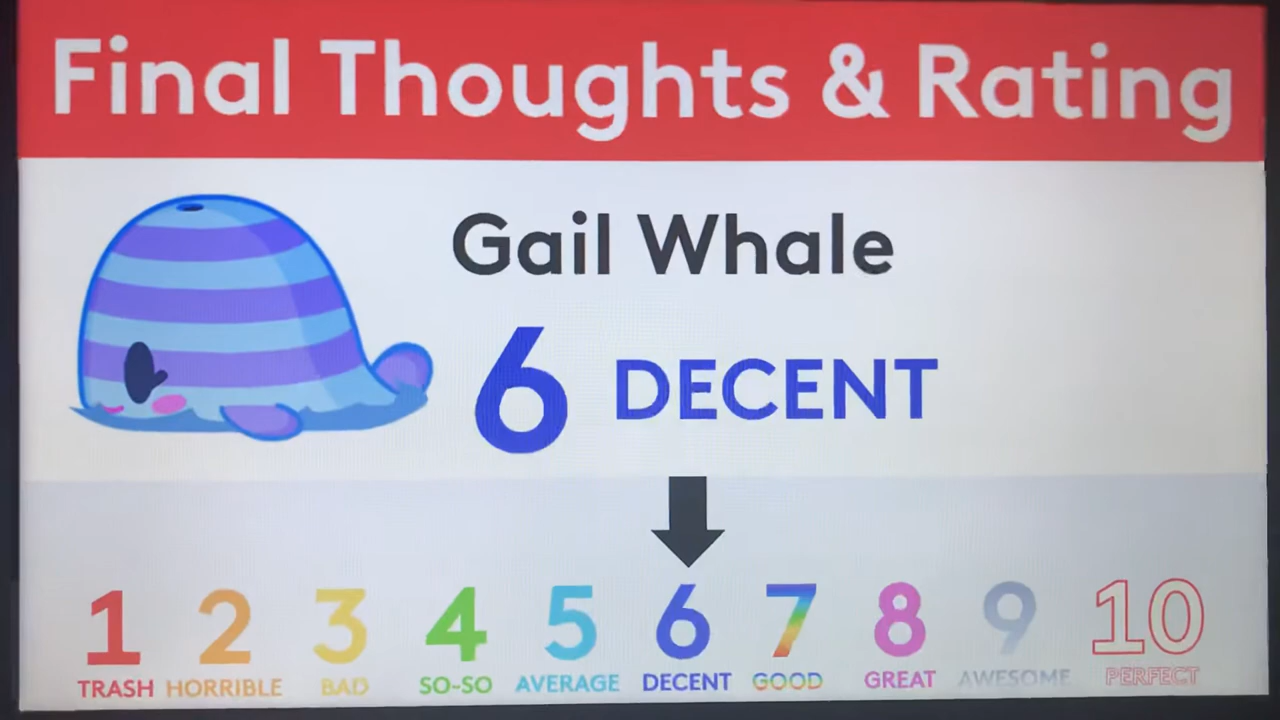 Final Thoughts & Rating
Gail Whale
6 DECENT
1 2 3 4 5 6 7 8 9 10
TRASH HORRIBLE BAD SO-SO AVERAGE DECENT GOOD GREAT AWESOME PERFECT